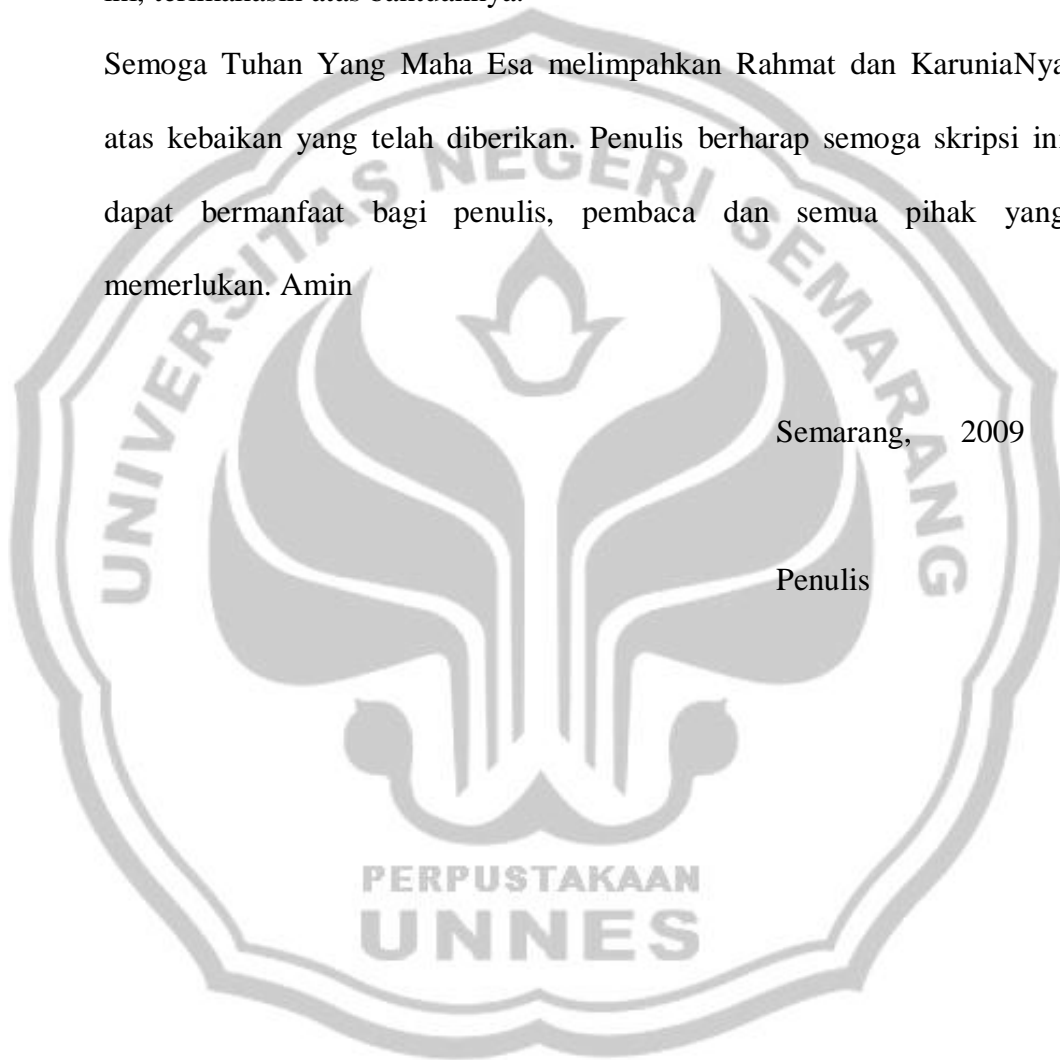 Semoga Tuhan Yang Maha Esa melimpahkan Rahmat dan KaruniaNya
atas kebaikan yang telah diberikan. Penulis berharap semoga skripsi ini
dapat bermanfaat bagi penulis, pembaca dan semua pihak yang
memerlukan. Amin
Semarang, 2009
Penulis
UNIVERSITAS NEGERI SEMARANG
PERPUSTAKAAN
UNNES